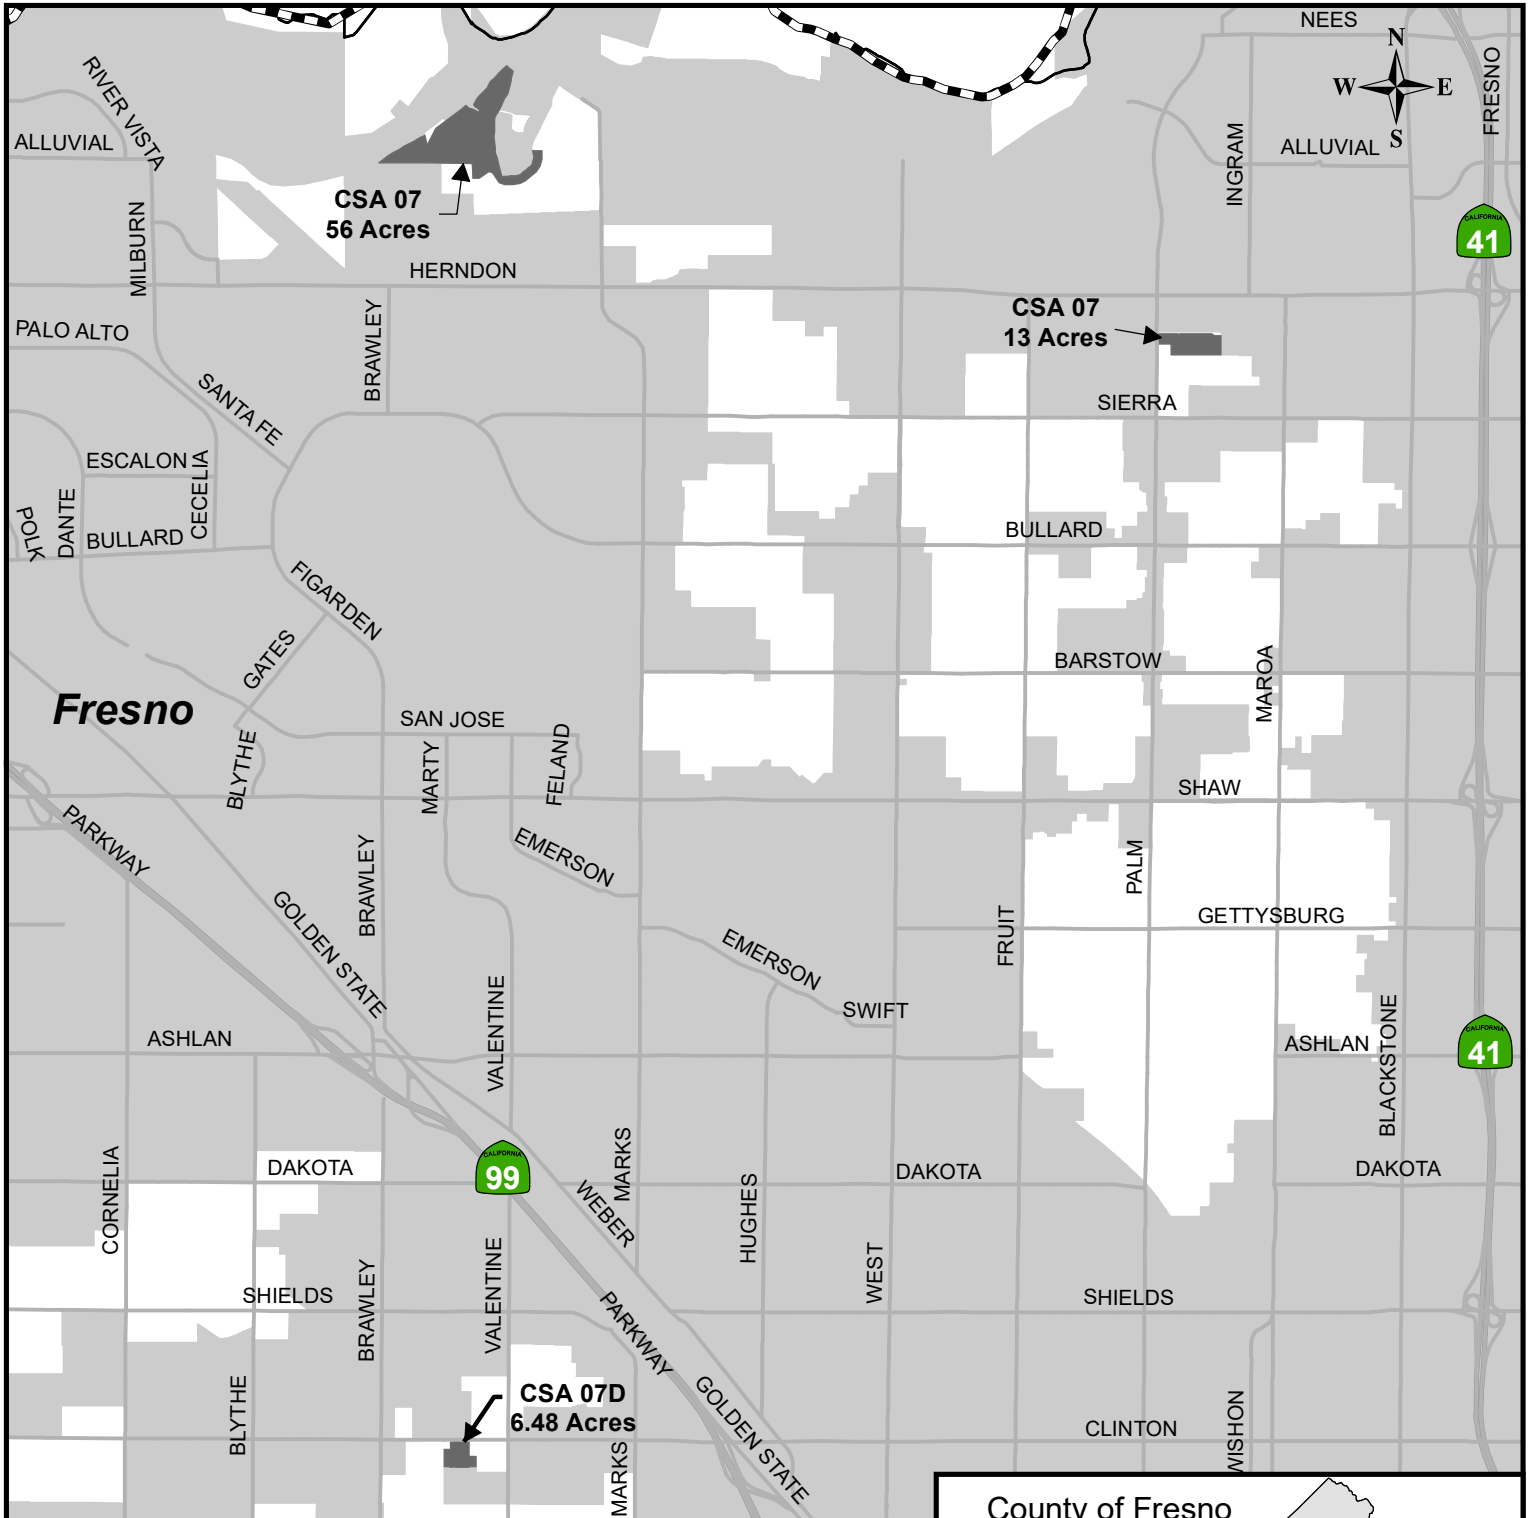 NEES
N
W
E
S
FRESNO
RIVER VISTA
ALLUVIAL
INGRAM
ALLUVIAL
CSA 07
56 Acres
MILBURN
CALIFORNIA
41
HERNDON
CSA 07
13 Acres
PALO ALTO
BRAWLEY
SANTA FE
SIERRA
ESCALON
CECELIA
DANTE
POLK
BULLARD
BULLARD
FIGARDEN
GATES
BARSTOW
MAROA
Fresno
SAN JOSE
BLYTHE
MARTY
FELAND
SHAW
PARKWAY
EMERSON
BRAWLEY
PALM
GOLDEN STATE
FRUIT
GETTYSBURG
EMERSON
SWIFT
VALENTINE
ASHLAN
ASHLAN
BLACKSTONE
CALIFORNIA
41
CORNELIA
DAKOTA
CALIFORNIA
99
MARKS
WEBER
HUGHES
DAKOTA
DAKOTA
WEST
SHIELDS
BRAWLEY
VALENTINE
SHIELDS
PARKWAY
BLYTHE
CSA 07D
6.48 Acres
GOLDEN STATE
CLINTON
WISHON
MARKS
County of Fresno